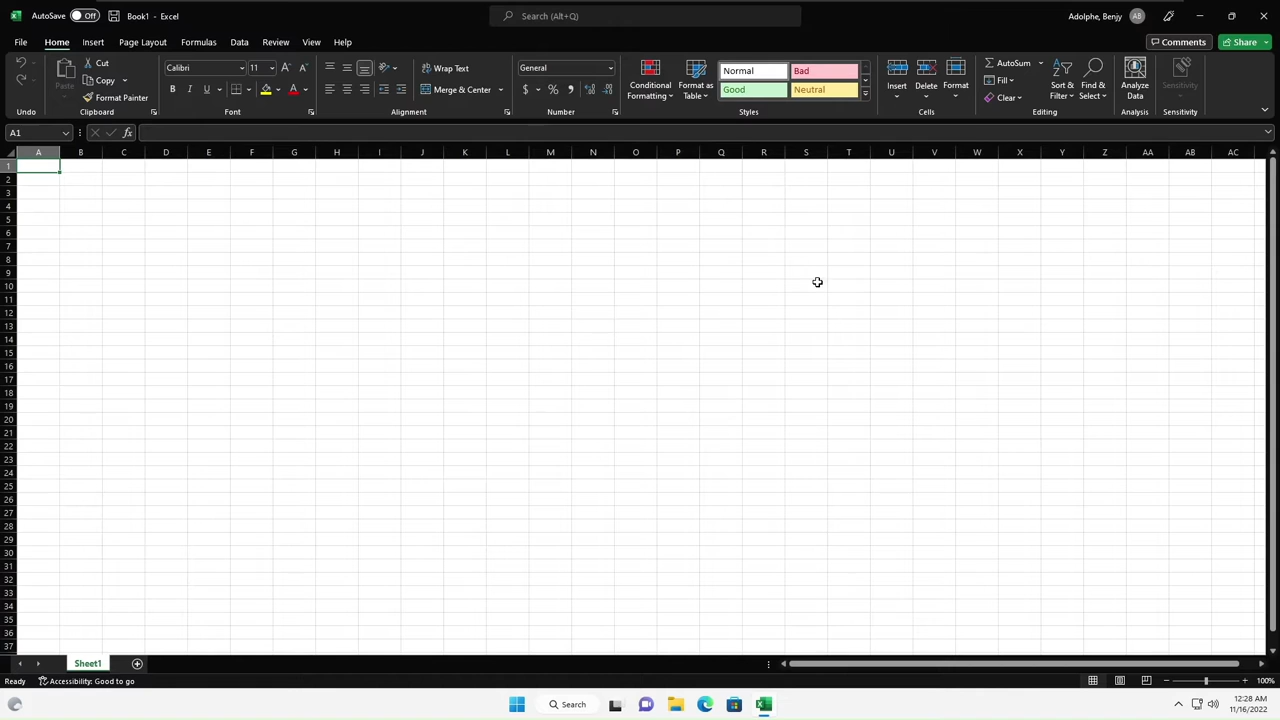 AutoSave Off Book1 - Excel Search (Alt+Q) Adolphe, Benjy AB
File Home Insert Page Layout Formulas Data Review View Help Comments Share
Cut
Copy
Paste
Format Painter
Undo Clipboard
Calibri 11
B I U
Font
Wrap Text
Merge & Center
Alignment
General
$ % 9
Number
Conditional Formatting
Format as Table
Normal Bad
Good Neutral
Styles
Insert Delete Format
Cells
AutoSum
Fill
Clear
Sort & Filter
Find & Select
Editing
Analyze Data
Analysis
Sensitivity
Sensitivity
A1 fx
A B C D E F G H I J K L M N O P Q R S T U V W X Y Z AA AB AC
1
2
3
4
5
6
7
8
9
10
11
12
13
14
15
16
17
18
19
20
21
22
23
24
25
26
27
28
29
30
31
32
33
34
35
36
37
Sheet1
Ready Accessibility: Good to go 100%
Search
12:28 AM
11/16/2022